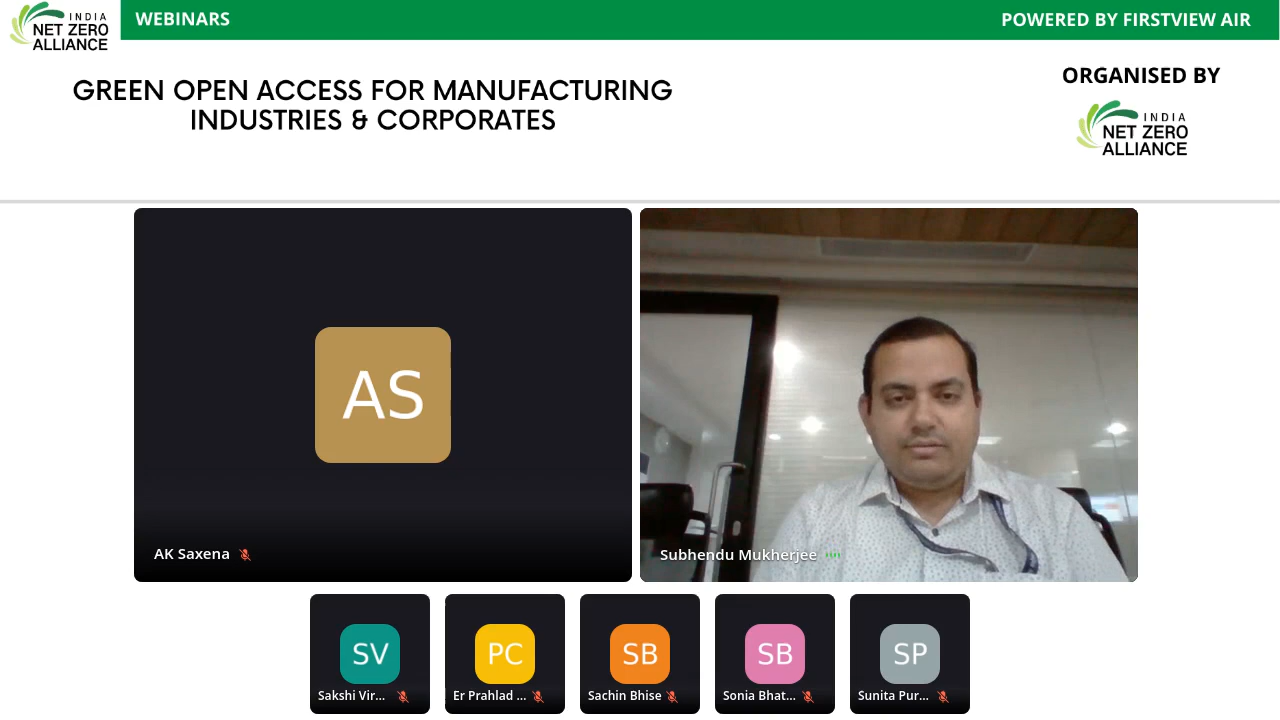 INDIA
NET ZERO
ALLIANCE
WEBINARS
POWERED BY FIRSTVIEW AIR
GREEN OPEN ACCESS FOR MANUFACTURING
INDUSTRIES & CORPORATES
ORGANISED BY
INDIA
NET ZERO
ALLIANCE
AS
AK Saxena
Subhendu Mukherjee
SV
Sakshi Vir...
PC
Er Prahlad ...
SB
Sachin Bhise
SB
Sonia Bhat...
SP
Sunita Pur...